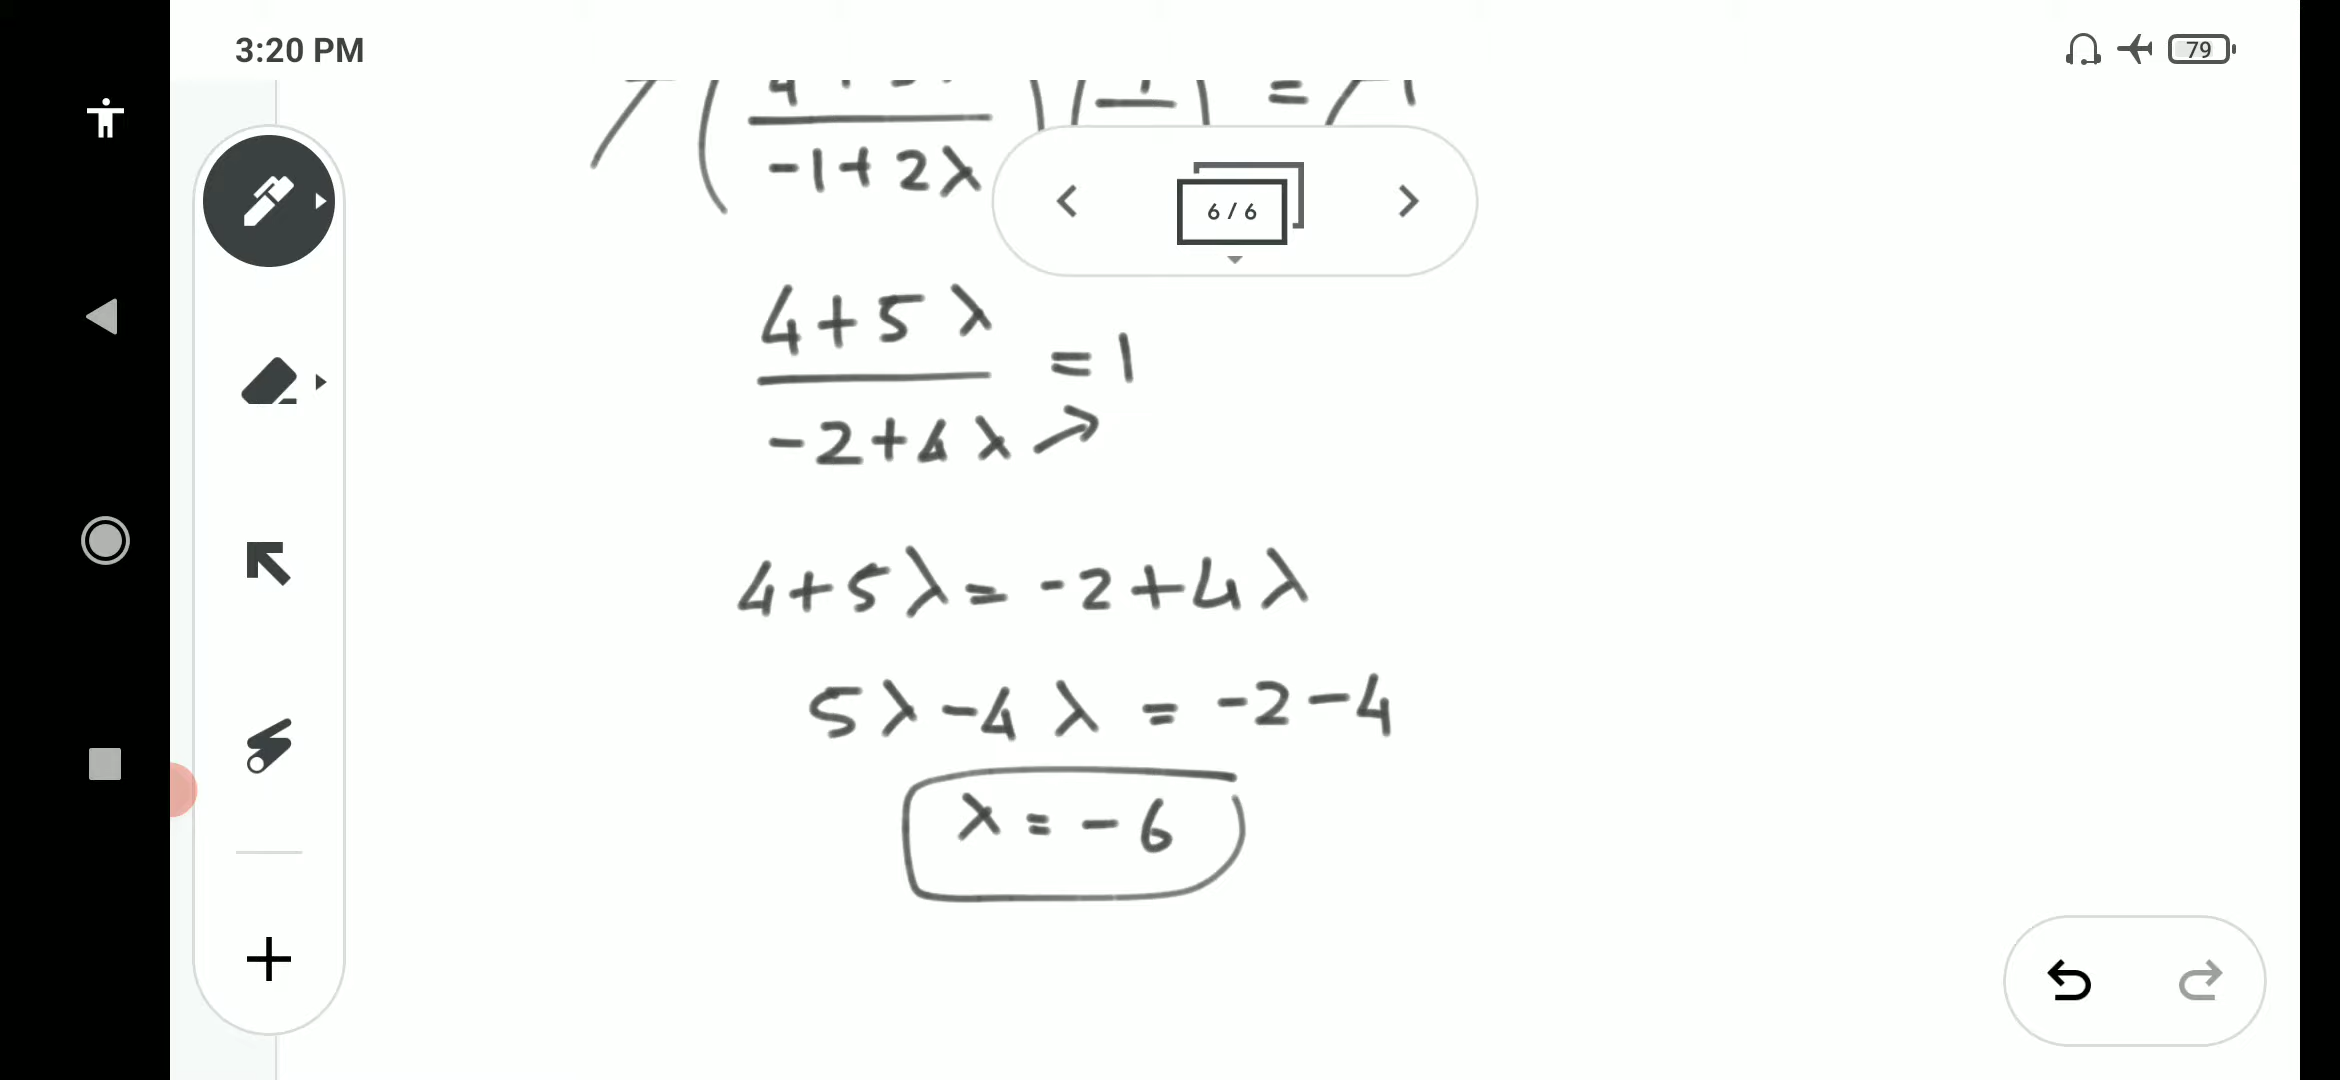 3:20 PM
79
-1+2λ
6 / 6
4+5λ
= 1
-2+4λ
4+5λ = -2+4λ
5λ-4λ = -2-4
λ = -6